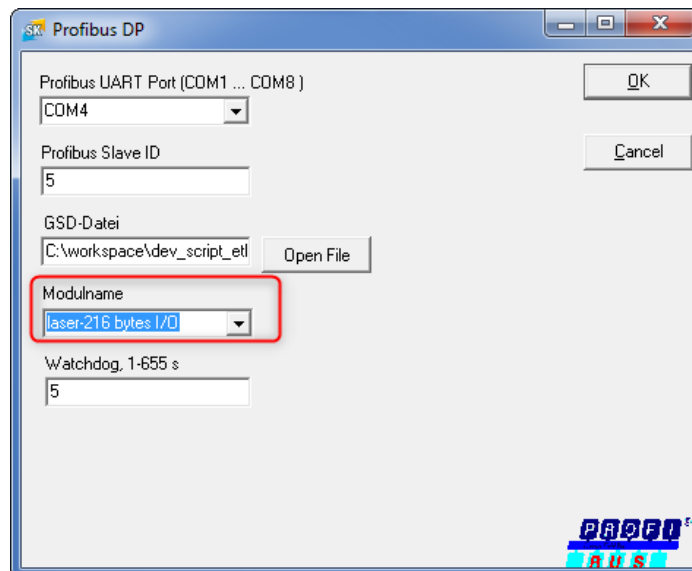 SK Profibus DP
Profibus UART Port (COM1 ... COM8 )
COM4
Profibus Slave ID
5
GSD-Datei
C:\workspace\dev_script_etl
Open File
Modulname
laser-216 bytes I/O
Watchdog, 1-655 s
5
OK
Cancel
PROFI
BUS